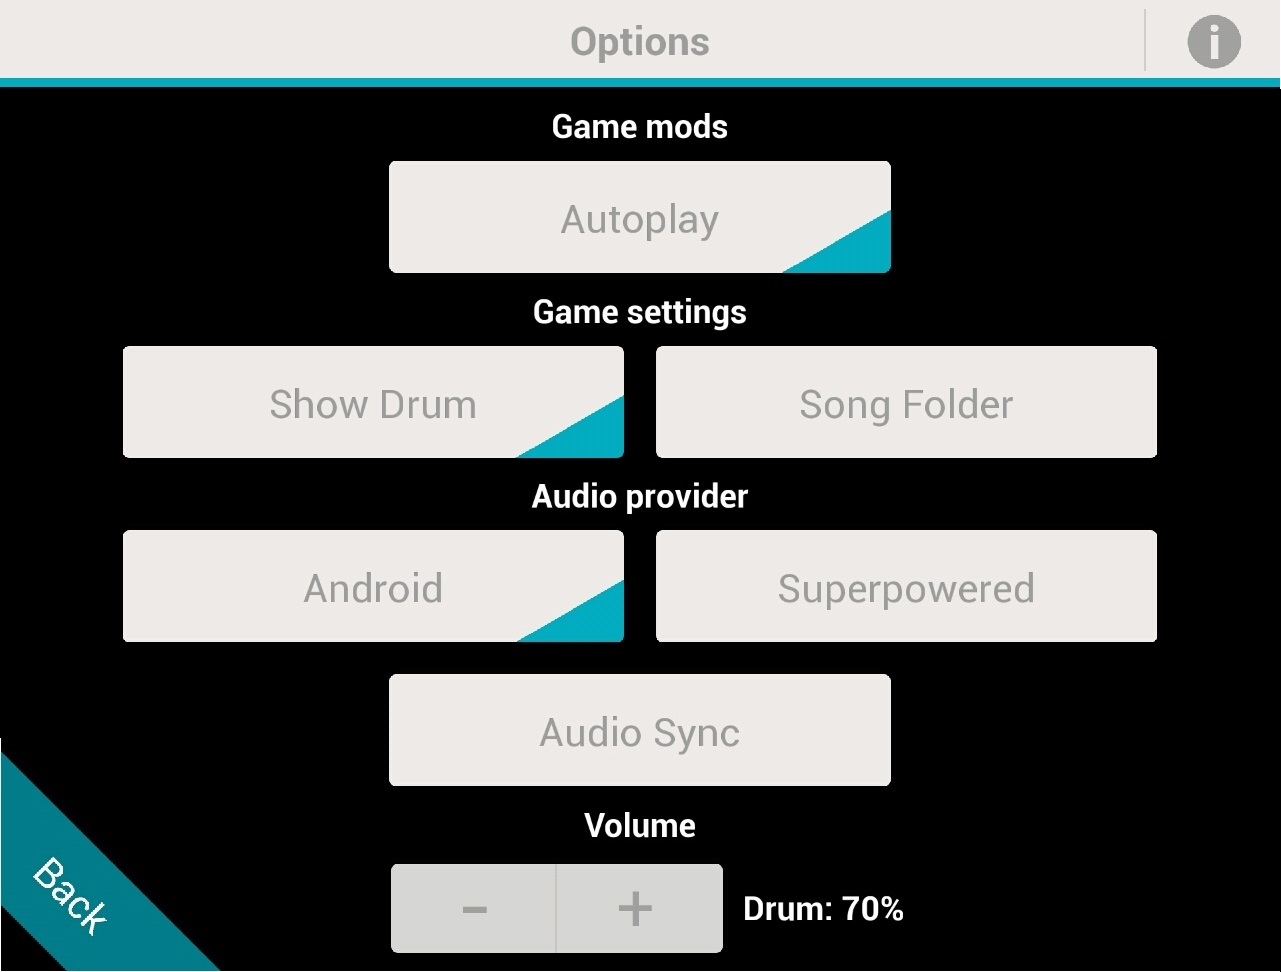 Options
Game mods
Autoplay
Game settings
Show Drum
Song Folder
Audio provider
Android
Superpowered
Audio Sync
Volume
- +
Drum: 70%
Back